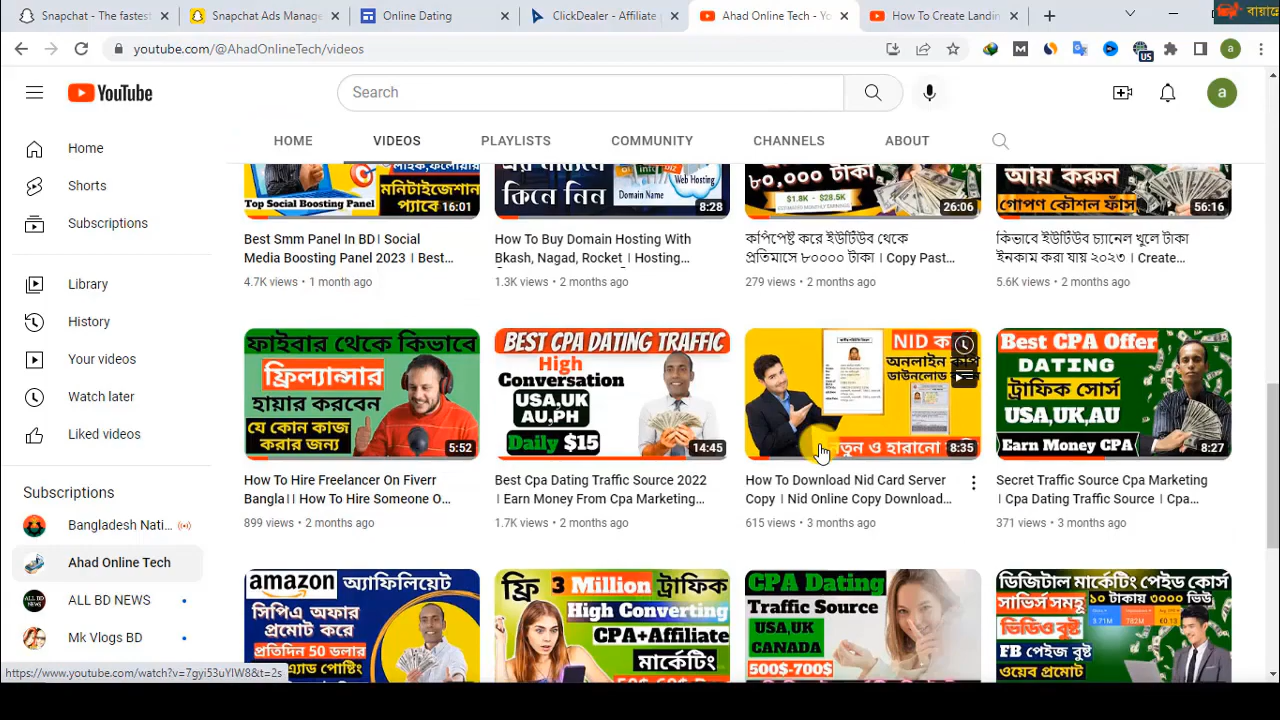 Snapchat - The fastest
Snapchat Ads Manage
Online Dating
ClickDealer - Affiliate
Ahad Online Tech - Yo
How To Create Landin
বায়ান্নে
youtube.com/@AhadOnlineTech/videos
US
a
YouTube
Search
a
HOME
VIDEOS
PLAYLISTS
COMMUNITY
CHANNELS
ABOUT
Home
Shorts
Subscriptions
Library
History
Your videos
Watch later
Liked videos
Subscriptions
Bangladesh Nati...
Ahad Online Tech
ALL BD NEWS
Mk Vlogs BD
মনিটাইজেশান
প্যাবে
Top Social Boosting Panel
16:01
কিনে নিন
Web Hosting
Domain Name
8:28
৮০,০০০ টাকা
$1.8K - $28.5K
26:06
আয় করুন
গোপণ কৌশল ফাঁস
56:16
Best Smm Panel In BD। Social
Media Boosting Panel 2023 । Best...
4.7K views • 1 month ago
How To Buy Domain Hosting With
Bkash, Nagad, Rocket । Hosting...
1.3K views • 2 months ago
কপিপেস্ট করে ইউটিউব থেকে
প্রতিমাসে ৮০০০০ টাকা । Copy Past...
279 views • 2 months ago
কিভাবে ইউটিউব চ্যানেল খুলে টাকা
ইনকাম করা যায় ২০২৩ । Create...
5.6K views • 2 months ago
ফাইবার থেকে কিভাবে
ফ্রিল্যান্সার
হায়ার করবেন
যে কোন কাজ
করার জন্য
5:52
BEST CPA DATING TRAFFIC
High
Conversation
USA,UK
AU,PH
Daily $15
14:45
NID ক
অনলাইন কপি
ডাউনলোড
নতুন ও হারানো
8:35
Best CPA Offer
DATING
ট্রাফিক সোর্স
USA,UK,AU
Earn Money CPA
8:27
How To Hire Freelancer On Fiverr
Bangla।। How To Hire Someone O...
899 views • 2 months ago
Best Cpa Dating Traffic Source 2022
। Earn Money From Cpa Marketing...
1.7K views • 2 months ago
How To Download Nid Card Server
Copy । Nid Online Copy Download...
615 views • 3 months ago
Secret Traffic Source Cpa Marketing
। Cpa Dating Traffic Source । Cpa...
371 views • 3 months ago
amazon অ্যাফিলিয়েট
সিপিএ অফার
প্রমোট করে
প্রতিদিন 50 ডলার
অ্যাড পোষ্টিং
ফ্রি 3 Million ট্রাফিক
High Converting
CPA+Affiliate
মার্কেটিং
CPA Dating
Traffic Source
USA,UK
CANADA
500$-700$
ডিজিটাল মার্কেটিং পেইড কোর্স
১০ টাকায় ৩০০০ ভিউ
সার্ভিস সমূহ
3.71M
782M
€0.13
ভিডিও বুষ্ট
FB পেইজ বুষ্ট
ওয়েব প্রমোট
https://www.youtube.com/watch?v=7gyi53uYIW8&t=2s